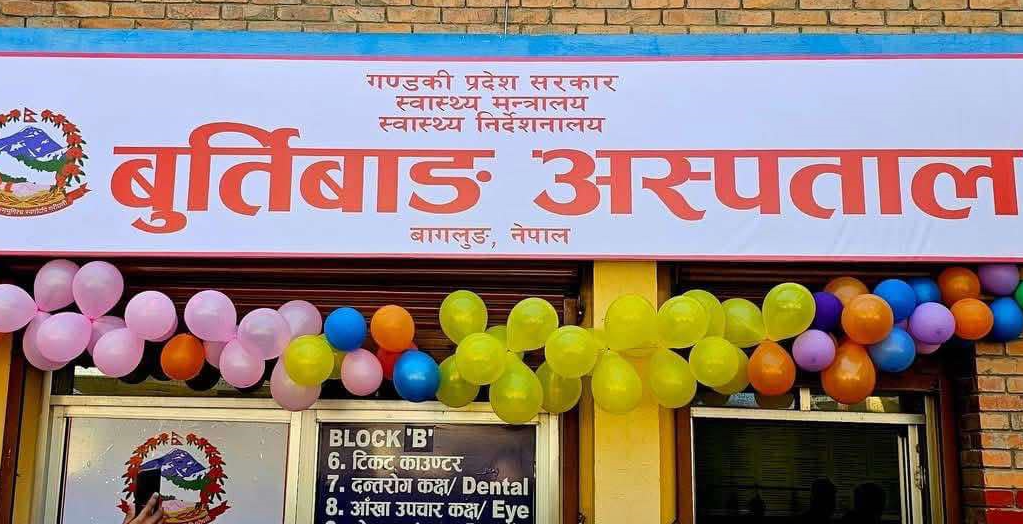 गण्डकी प्रदेश सरकार
स्वास्थ्य मन्त्रालय
स्वास्थ्य निर्देशनालय
बुर्तिबाङ अस्पताल
बागलुङ, नेपाल
BLOCK 'B'
6. टिकट काउण्टर
7. दन्तरोग कक्ष/ Dental
8. आँखा उपचार कक्ष/ Eye